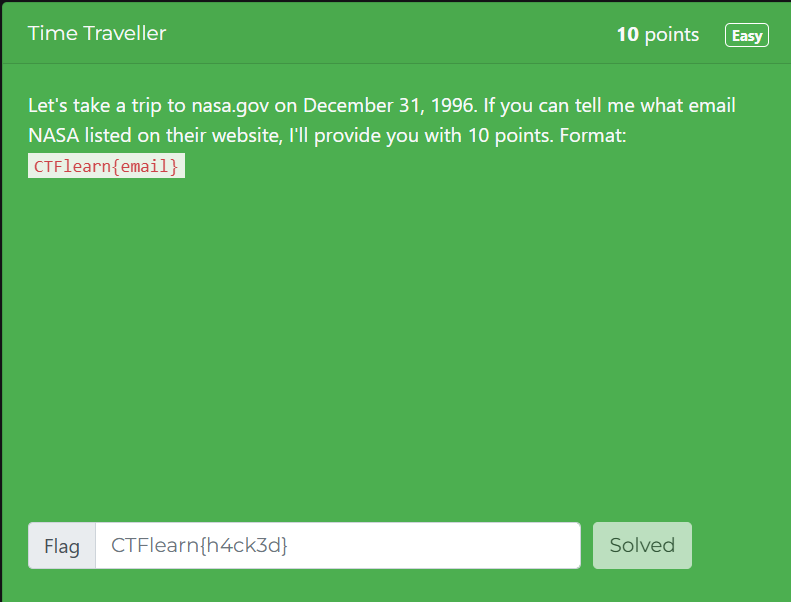 Time Traveller 10 points Easy
Let's take a trip to nasa.gov on December 31, 1996. If you can tell me what email
NASA listed on their website, I'll provide you with 10 points. Format:
CTFlearn{email}
Flag CTFlearn{h4ck3d} Solved